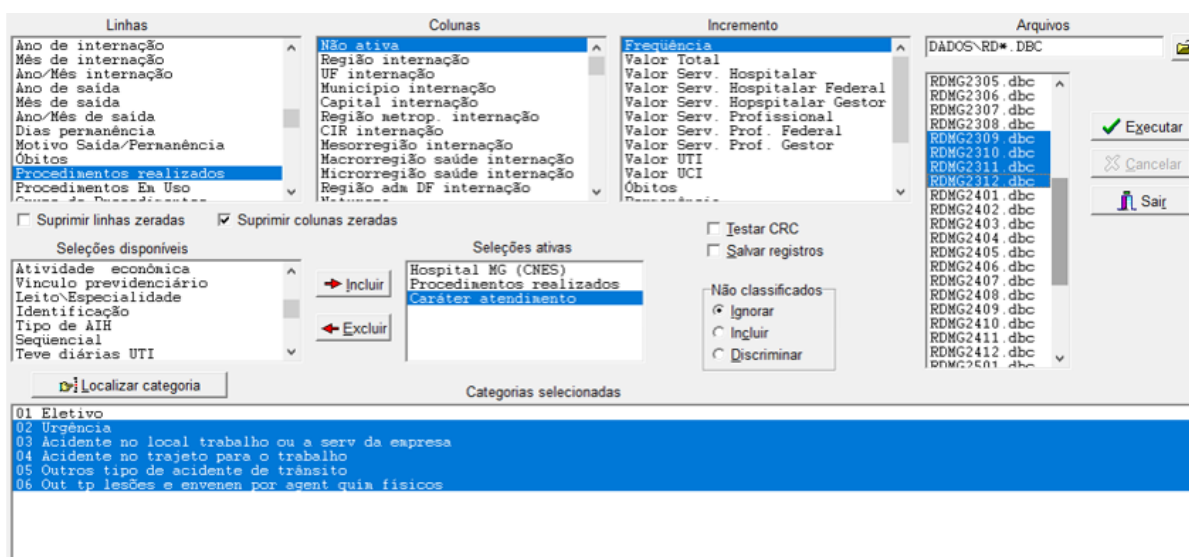 Linhas
Ano de internação
Mês de internação
Ano/Mês internação
Ano de saída
Mês de saída
Ano/Mês de saída
Dias permanência
Motivo Saída/Permanência
Óbitos
Procedimentos realizados
Procedimentos Em Uso
Colunas
Não ativa
Região internação
UF internação
Município internação
Capital internação
Região metrop. internação
CIR internação
Mesorregião internação
Macrorregião saúde internação
Microrregião saúde internação
Região adm DF internação
Incremento
Freqüência
Valor Total
Valor Serv. Hospitalar
Valor Serv. Hospitalar Federal
Valor Serv. Hopspitalar Gestor
Valor Serv. Profissional
Valor Serv. Prof. Federal
Valor Serv. Prof. Gestor
Valor UTI
Valor UCI
Óbitos
Arquivos
DADOS\RD*.DBC
RDMG2305.dbc
RDMG2306.dbc
RDMG2307.dbc
RDMG2308.dbc
RDMG2309.dbc
RDMG2310.dbc
RDMG2311.dbc
RDMG2312.dbc
RDMG2401.dbc
RDMG2402.dbc
RDMG2403.dbc
RDMG2404.dbc
RDMG2405.dbc
RDMG2406.dbc
RDMG2407.dbc
RDMG2408.dbc
RDMG2409.dbc
RDMG2410.dbc
RDMG2411.dbc
RDMG2412.dbc
RDMG2501.dbc
Executar
Cancelar
Sair
Suprimir linhas zeradas
Suprimir colunas zeradas
Testar CRC
Salvar registros
Seleções disponíveis
Atividade econômica
Vínculo previdenciário
Leito\Especialidade
Identificação
Tipo de AIH
Seqüencial
Teve diárias UTI
Incluir
Excluir
Seleções ativas
Hospital MG (CNES)
Procedimentos realizados
Caráter atendimento
Não classificados
Ignorar
Incluir
Discriminar
Localizar categoria
Categorias selecionadas
01 Eletivo
02 Urgência
03 Acidente no local trabalho ou a serv da empresa
04 Acidente no trajeto para o trabalho
05 Outros tipo de acidente de trânsito
06 Out tp lesões e envenen por agent quím físicos